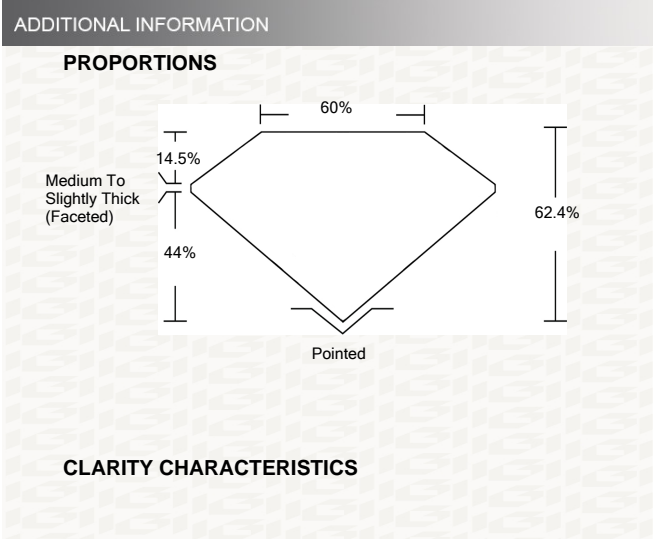 ADDITIONAL INFORMATION
PROPORTIONS
60%
14.5%
Medium To
Slightly Thick
(Faceted)
62.4%
44%
Pointed
CLARITY CHARACTERISTICS